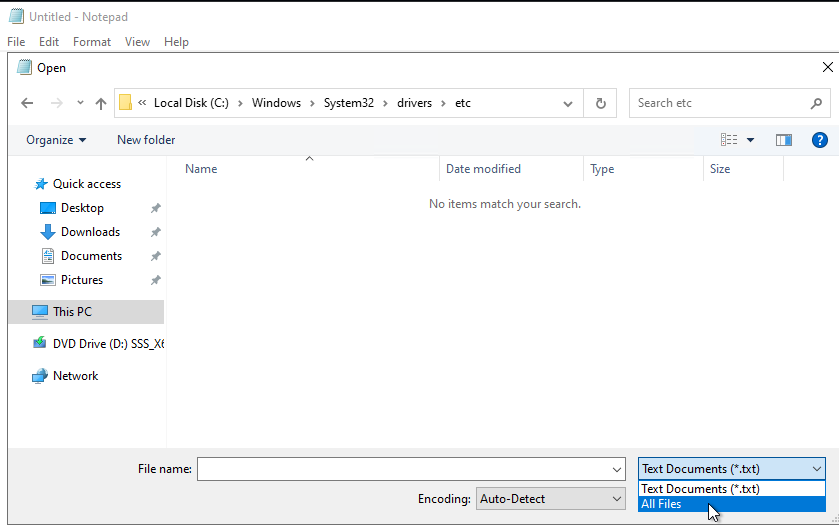 Untitled - Notepad
File Edit Format View Help
Open
« Local Disk (C:) > Windows > System32 > drivers > etc
Search etc
Organize
New folder
Name
Date modified
Type
Size
Quick access
No items match your search.
Desktop
Downloads
Documents
Pictures
This PC
DVD Drive (D:) SSS_X6
Network
File name:
Text Documents (*.txt)
Text Documents (*.txt)
Encoding: Auto-Detect
All Files